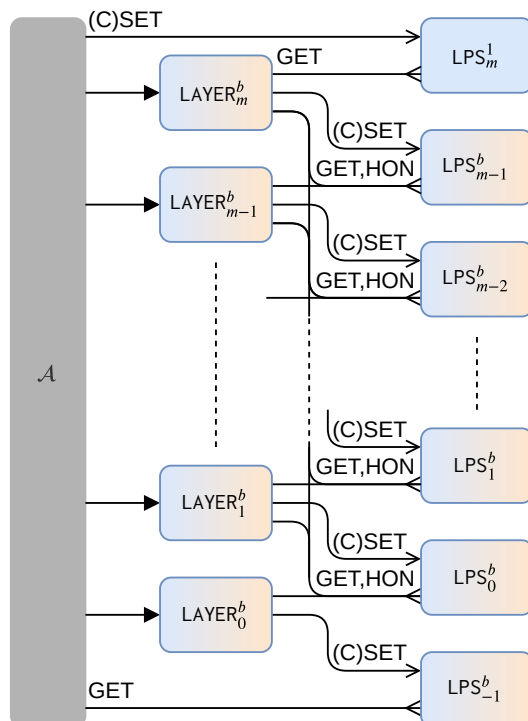 (C)SET
LPS^1_m
GET
LAYER^b_m
(C)SET
LPS^b_{m−1}
GET,HON
LAYER^b_{m−1}
(C)SET
LPS^b_{m−2}
GET,HON
𝒜
(C)SET
LPS^b_1
GET,HON
LAYER^b_1
(C)SET
LPS^b_0
GET,HON
LAYER^b_0
(C)SET
LPS^b_{−1}
GET